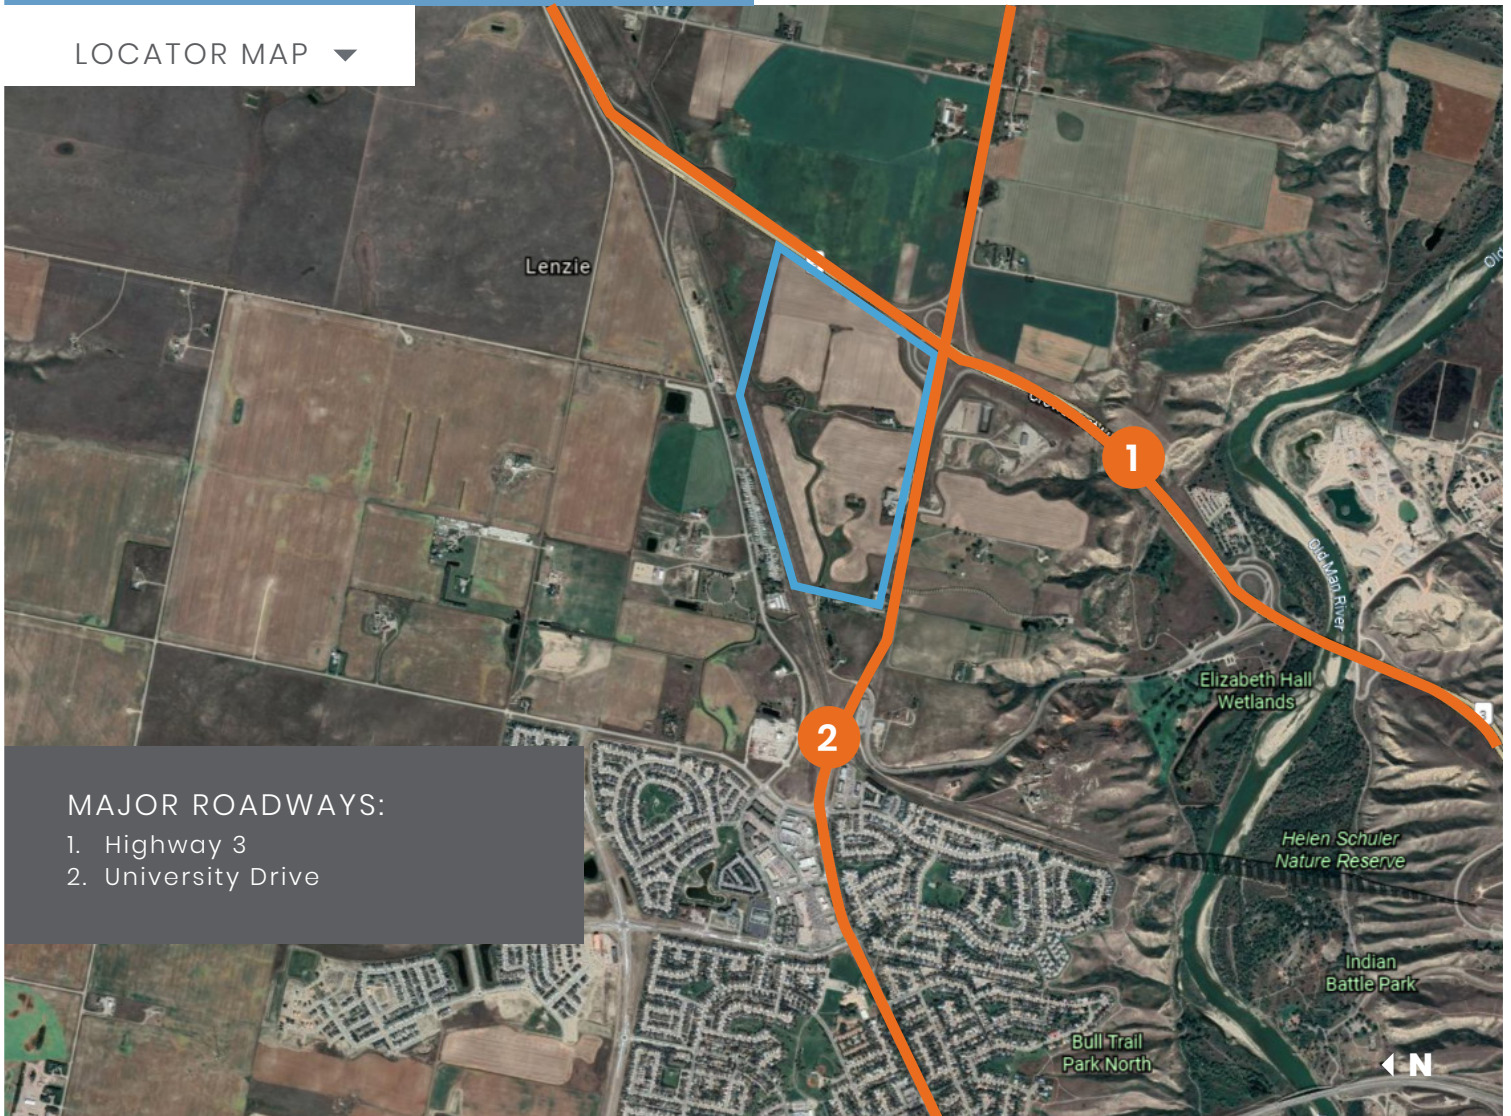 LOCATOR MAP
Lenzie
1
Old Man River
Elizabeth Hall
Wetlands
3
2
MAJOR ROADWAYS:
1. Highway 3
2. University Drive
Helen Schuler
Nature Reserve
Indian
Battle Park
Bull Trail
Park North
N